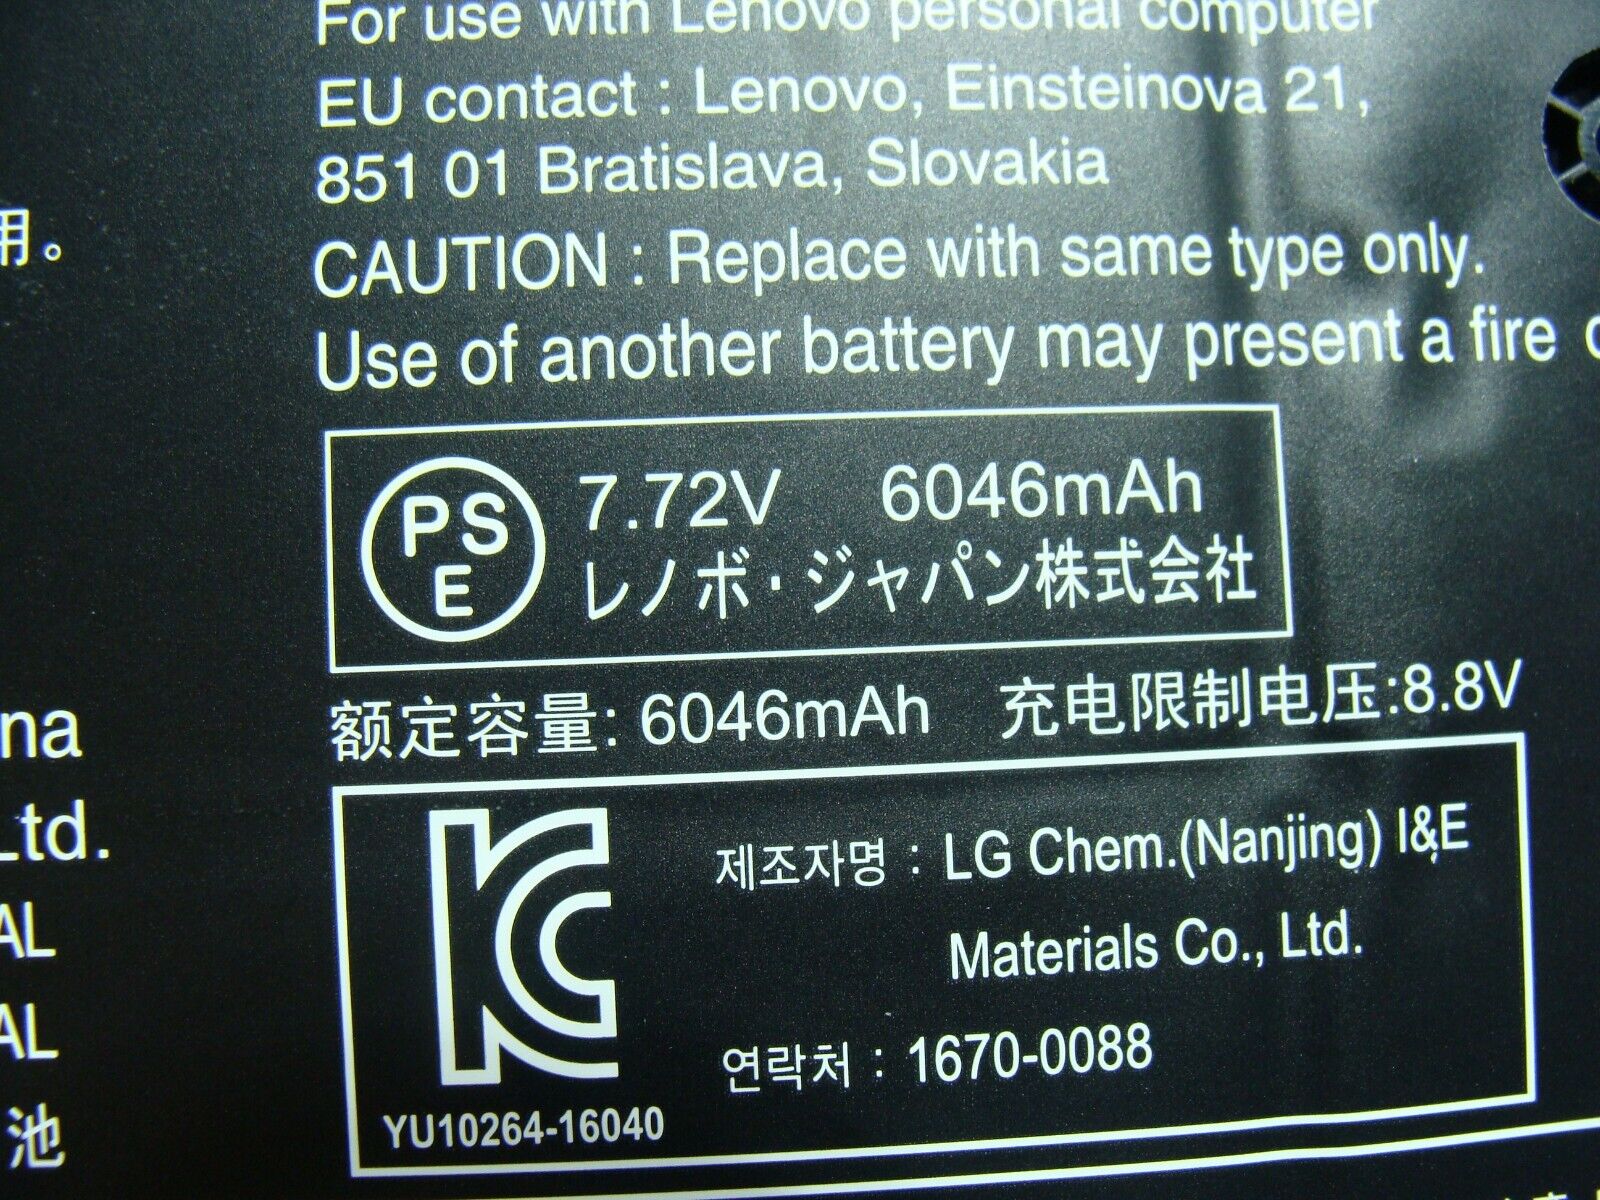 For use with Lenovo personal computer
EU contact : Lenovo, Einsteinova 21,
851 01 Bratislava, Slovakia
用。
CAUTION : Replace with same type only.
Use of another battery may present a fire
PS
E
7.72V 6046mAh
レノボ・ジャパン株式会社
额定容量: 6046mAh 充电限制电压:8.8V
na
Ltd.
AL
AL
池
KC
제조자명 : LG Chem.(Nanjing) I&E
Materials Co., Ltd.
연락처 : 1670-0088
YU10264-16040